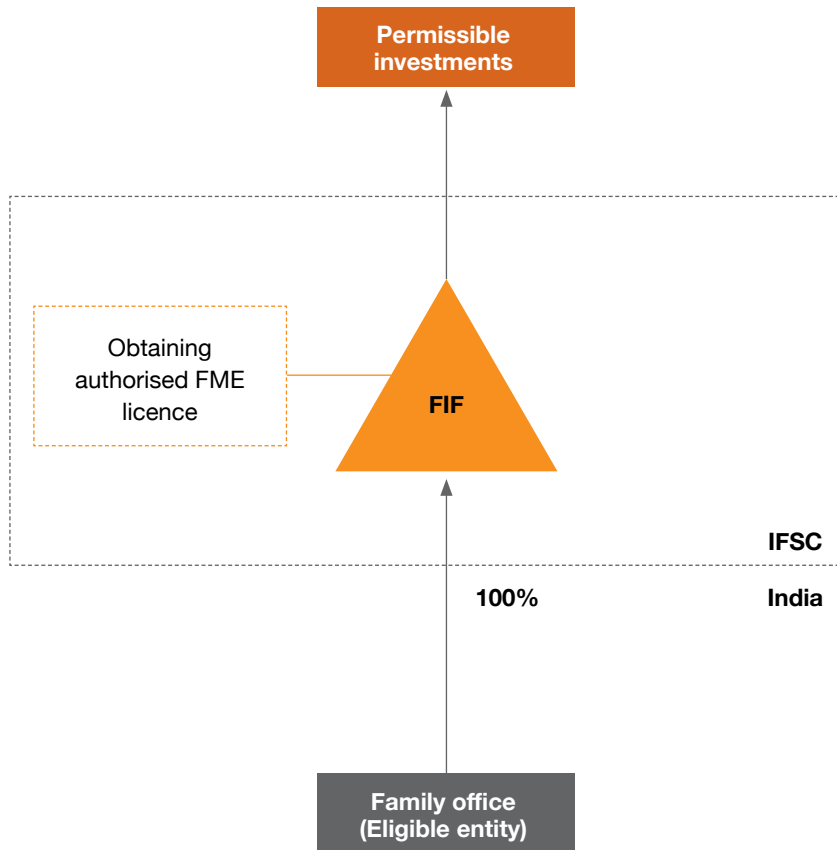 Permissible
investments
Obtaining
authorised FME
licence
FIF
IFSC
100%
India
Family office
(Eligible entity)